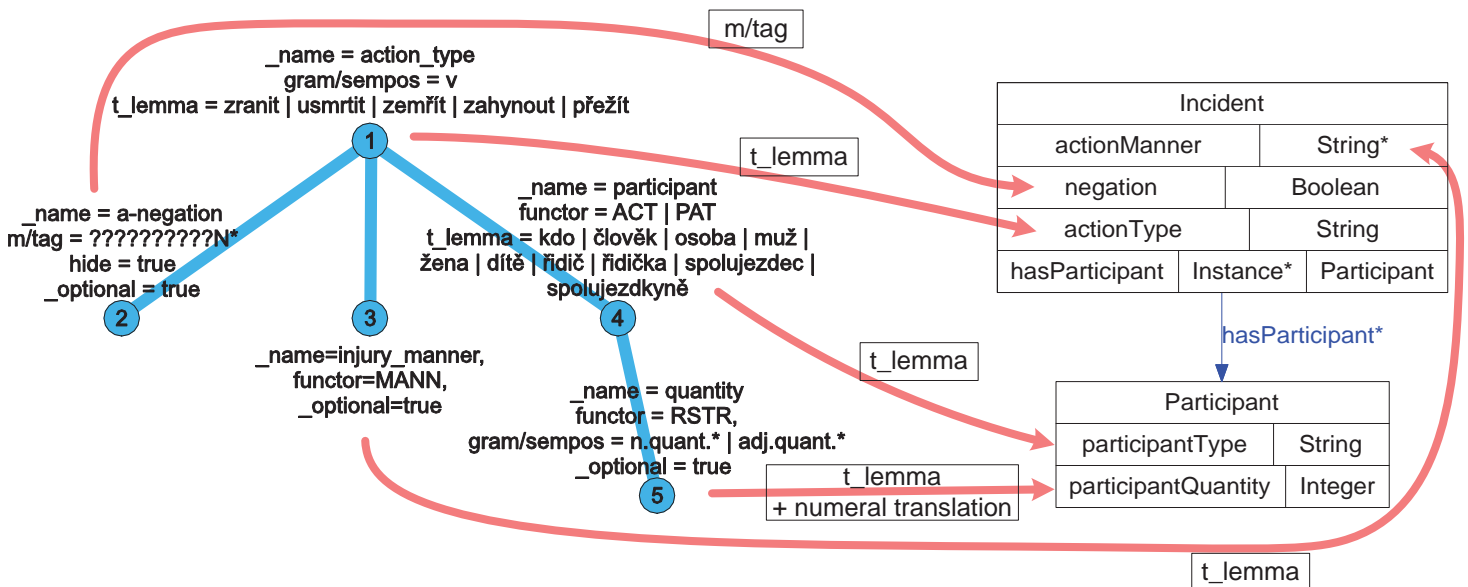 m/tag
_name = action_type
gram/sempos = v
t_lemma = zranit | usmrtit | zemřít | zahynout | přežít
1
t_lemma
_name = a-negation
m/tag = ??????????N*
hide = true
_optional = true
2
3
_name=injury_manner,
functor=MANN,
_optional=true
_name = participant
functor = ACT | PAT
t_lemma = kdo | člověk | osoba | muž |
žena | dítě | řidič | řidička | spolujezdec |
spolujezdkyně
4
t_lemma
_name = quantity
functor = RSTR,
gram/sempos = n.quant.* | adj.quant.*
_optional = true
5
t_lemma
+ numeral translation
Incident
actionManner String*
negation Boolean
actionType String
hasParticipant Instance* Participant
hasParticipant*
Participant
participantType String
participantQuantity Integer
t_lemma